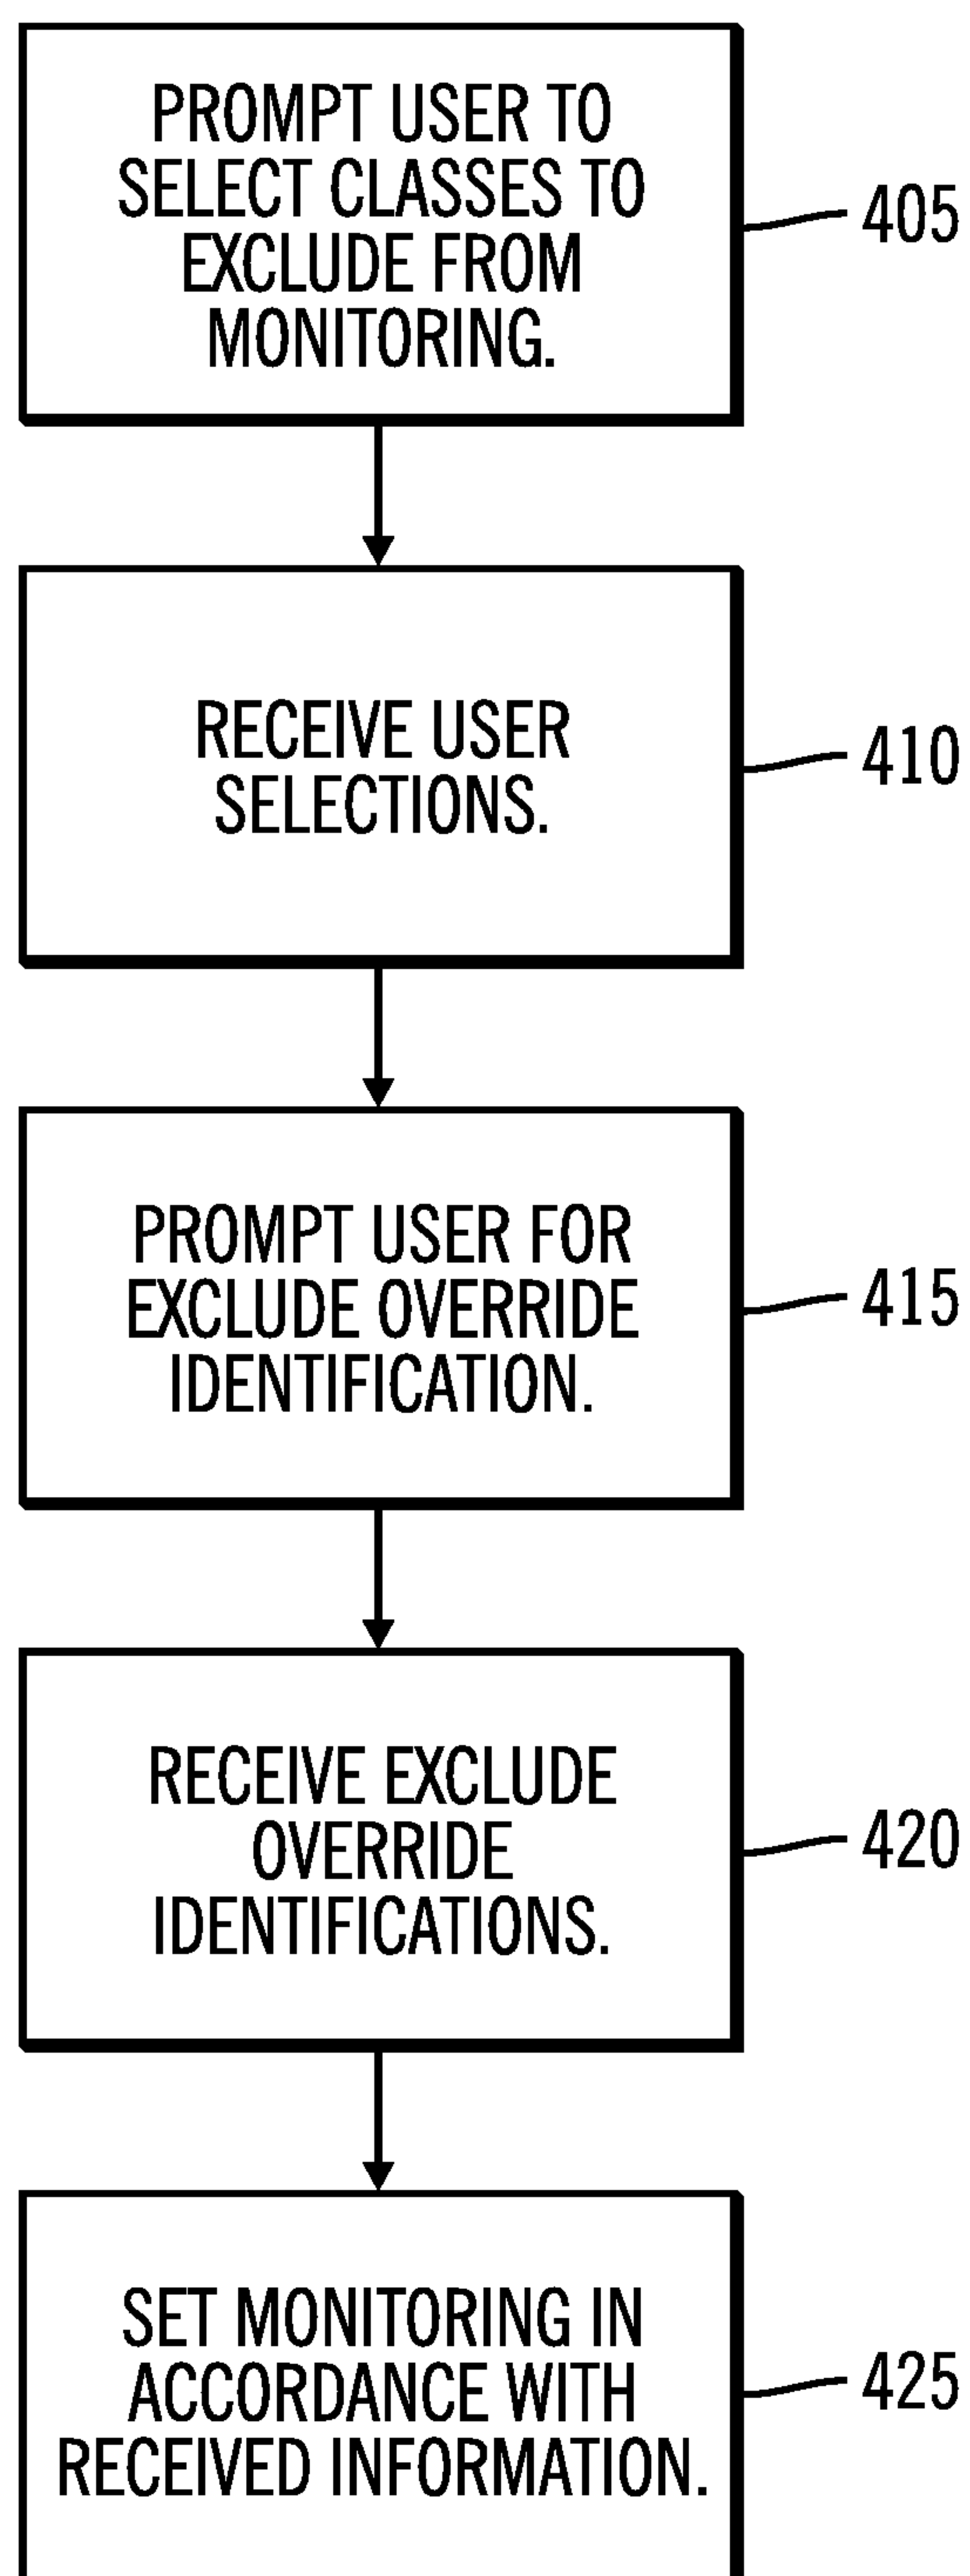 PROMPT USER TO
SELECT CLASSES TO
EXCLUDE FROM
MONITORING.
405
RECEIVE USER
SELECTIONS.
410
PROMPT USER FOR
EXCLUDE OVERRIDE
IDENTIFICATION.
415
RECEIVE EXCLUDE
OVERRIDE
IDENTIFICATIONS.
420
SET MONITORING IN
ACCORDANCE WITH
RECEIVED INFORMATION.
425